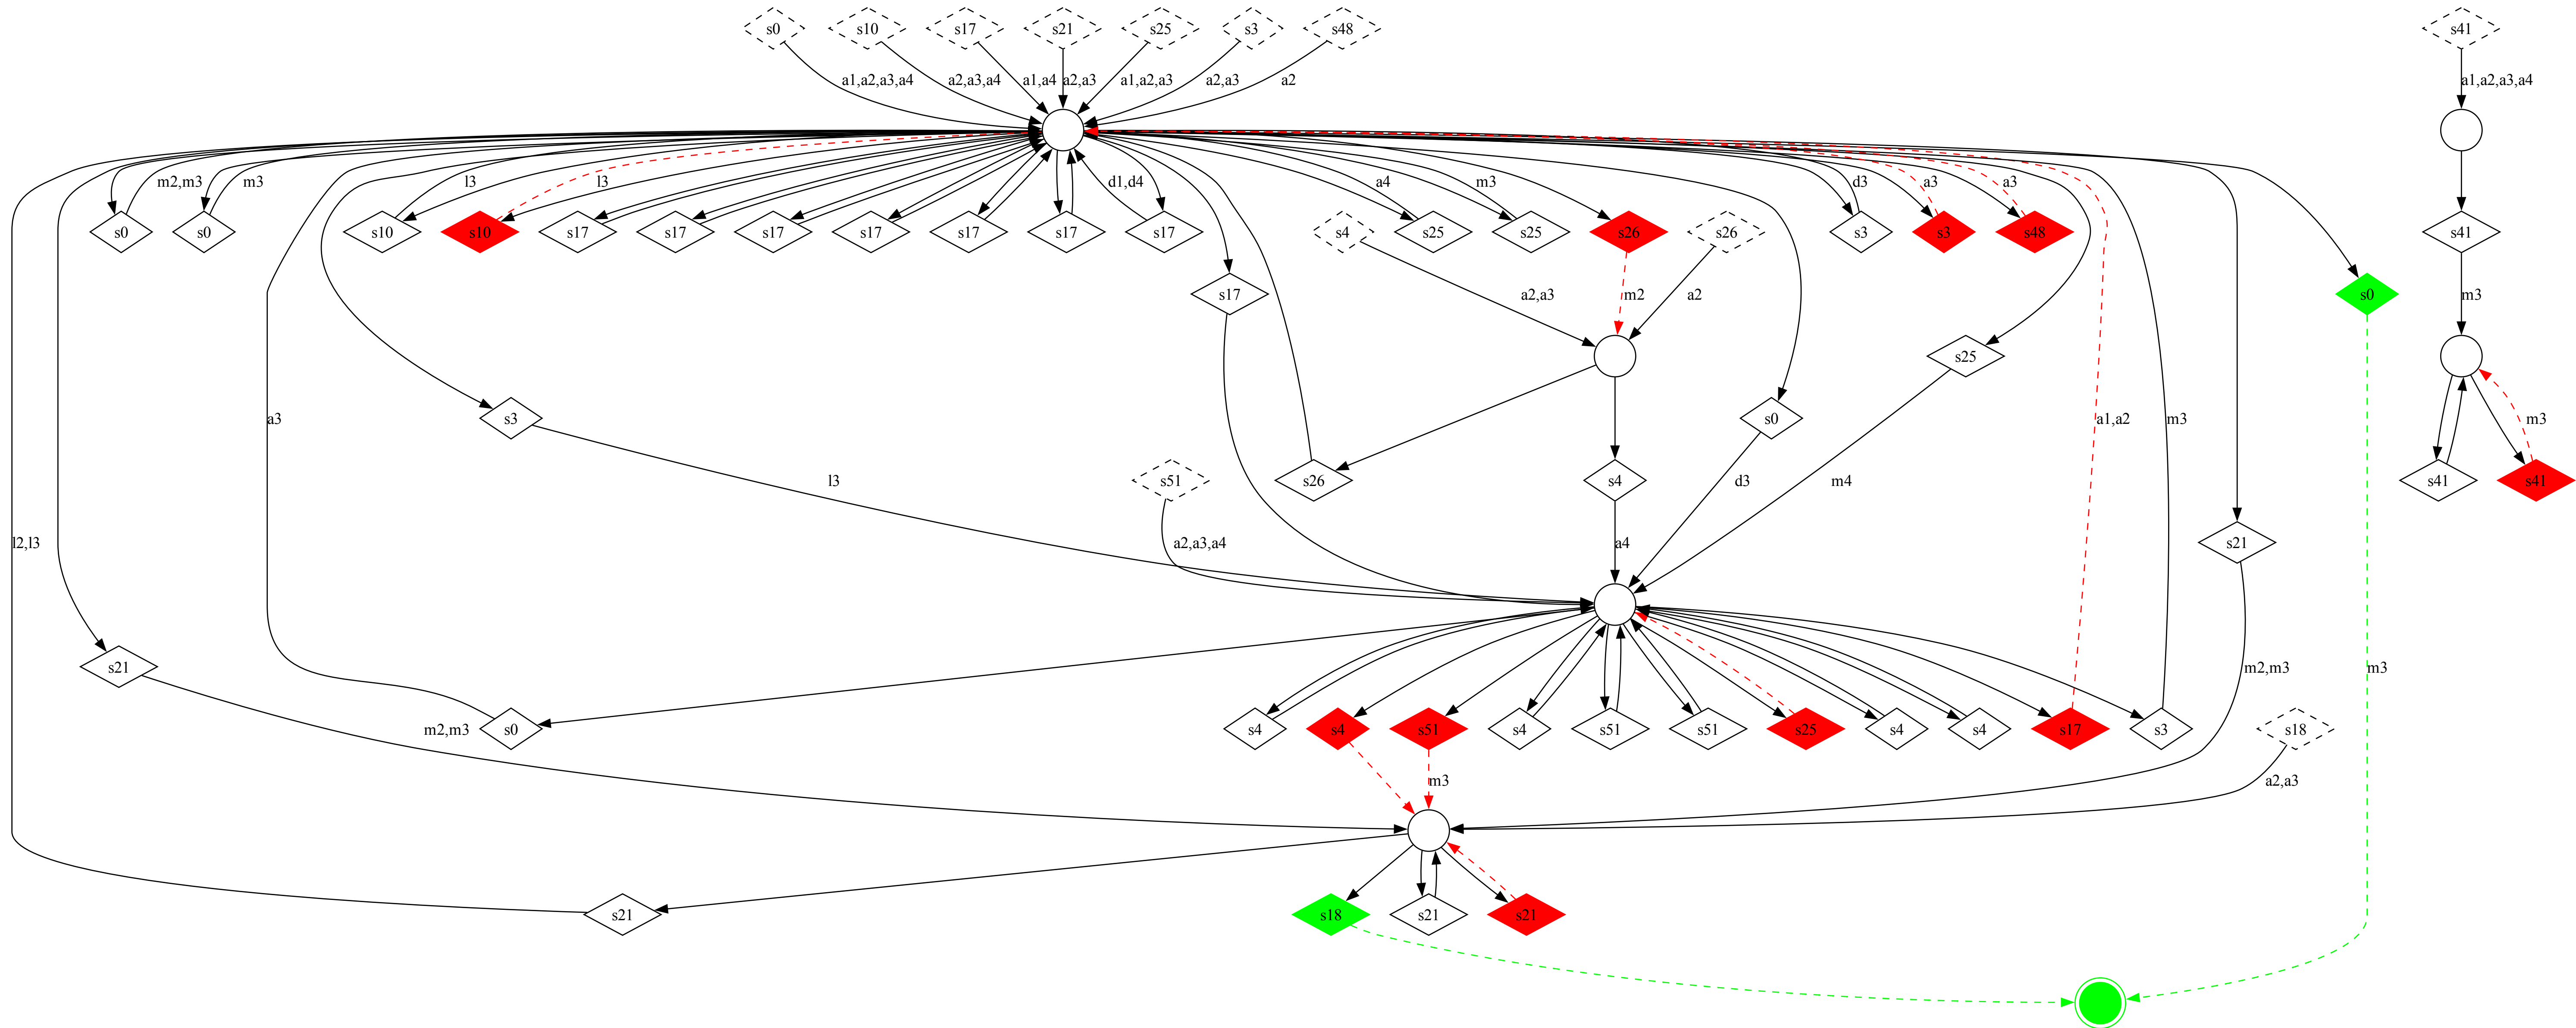 s0 s10 s17 s21 s25 s3 s48 s41
a1,a2,a3,a4 a2,a3,a4 a1,a4 a2,a3 a1,a2,a3 a2,a3 a2 a1,a2,a3,a4
m2,m3 m3 l3 l3 d1,d4 a4 m3 d3 a3 a3
s0 s0 s10 s10 s17 s17 s17 s17 s17 s17 s17 s4 s25 s25 s26 s26 s3 s3 s48 s41
s17 a2,a3 m2 a2 s0 m3
s25
s3 a3 s0 a1,a2 m3 m3
l3 s51 s26 s4 d3 m4 s41 s41
l2,l3 a2,a3,a4 a4 s21
s21 m2,m3 m3
m2,m3 s0 s4 s4 s51 s4 s51 s51 s25 s4 s4 s17 s3 s18
m3 a2,a3
s21 s18 s21 s21